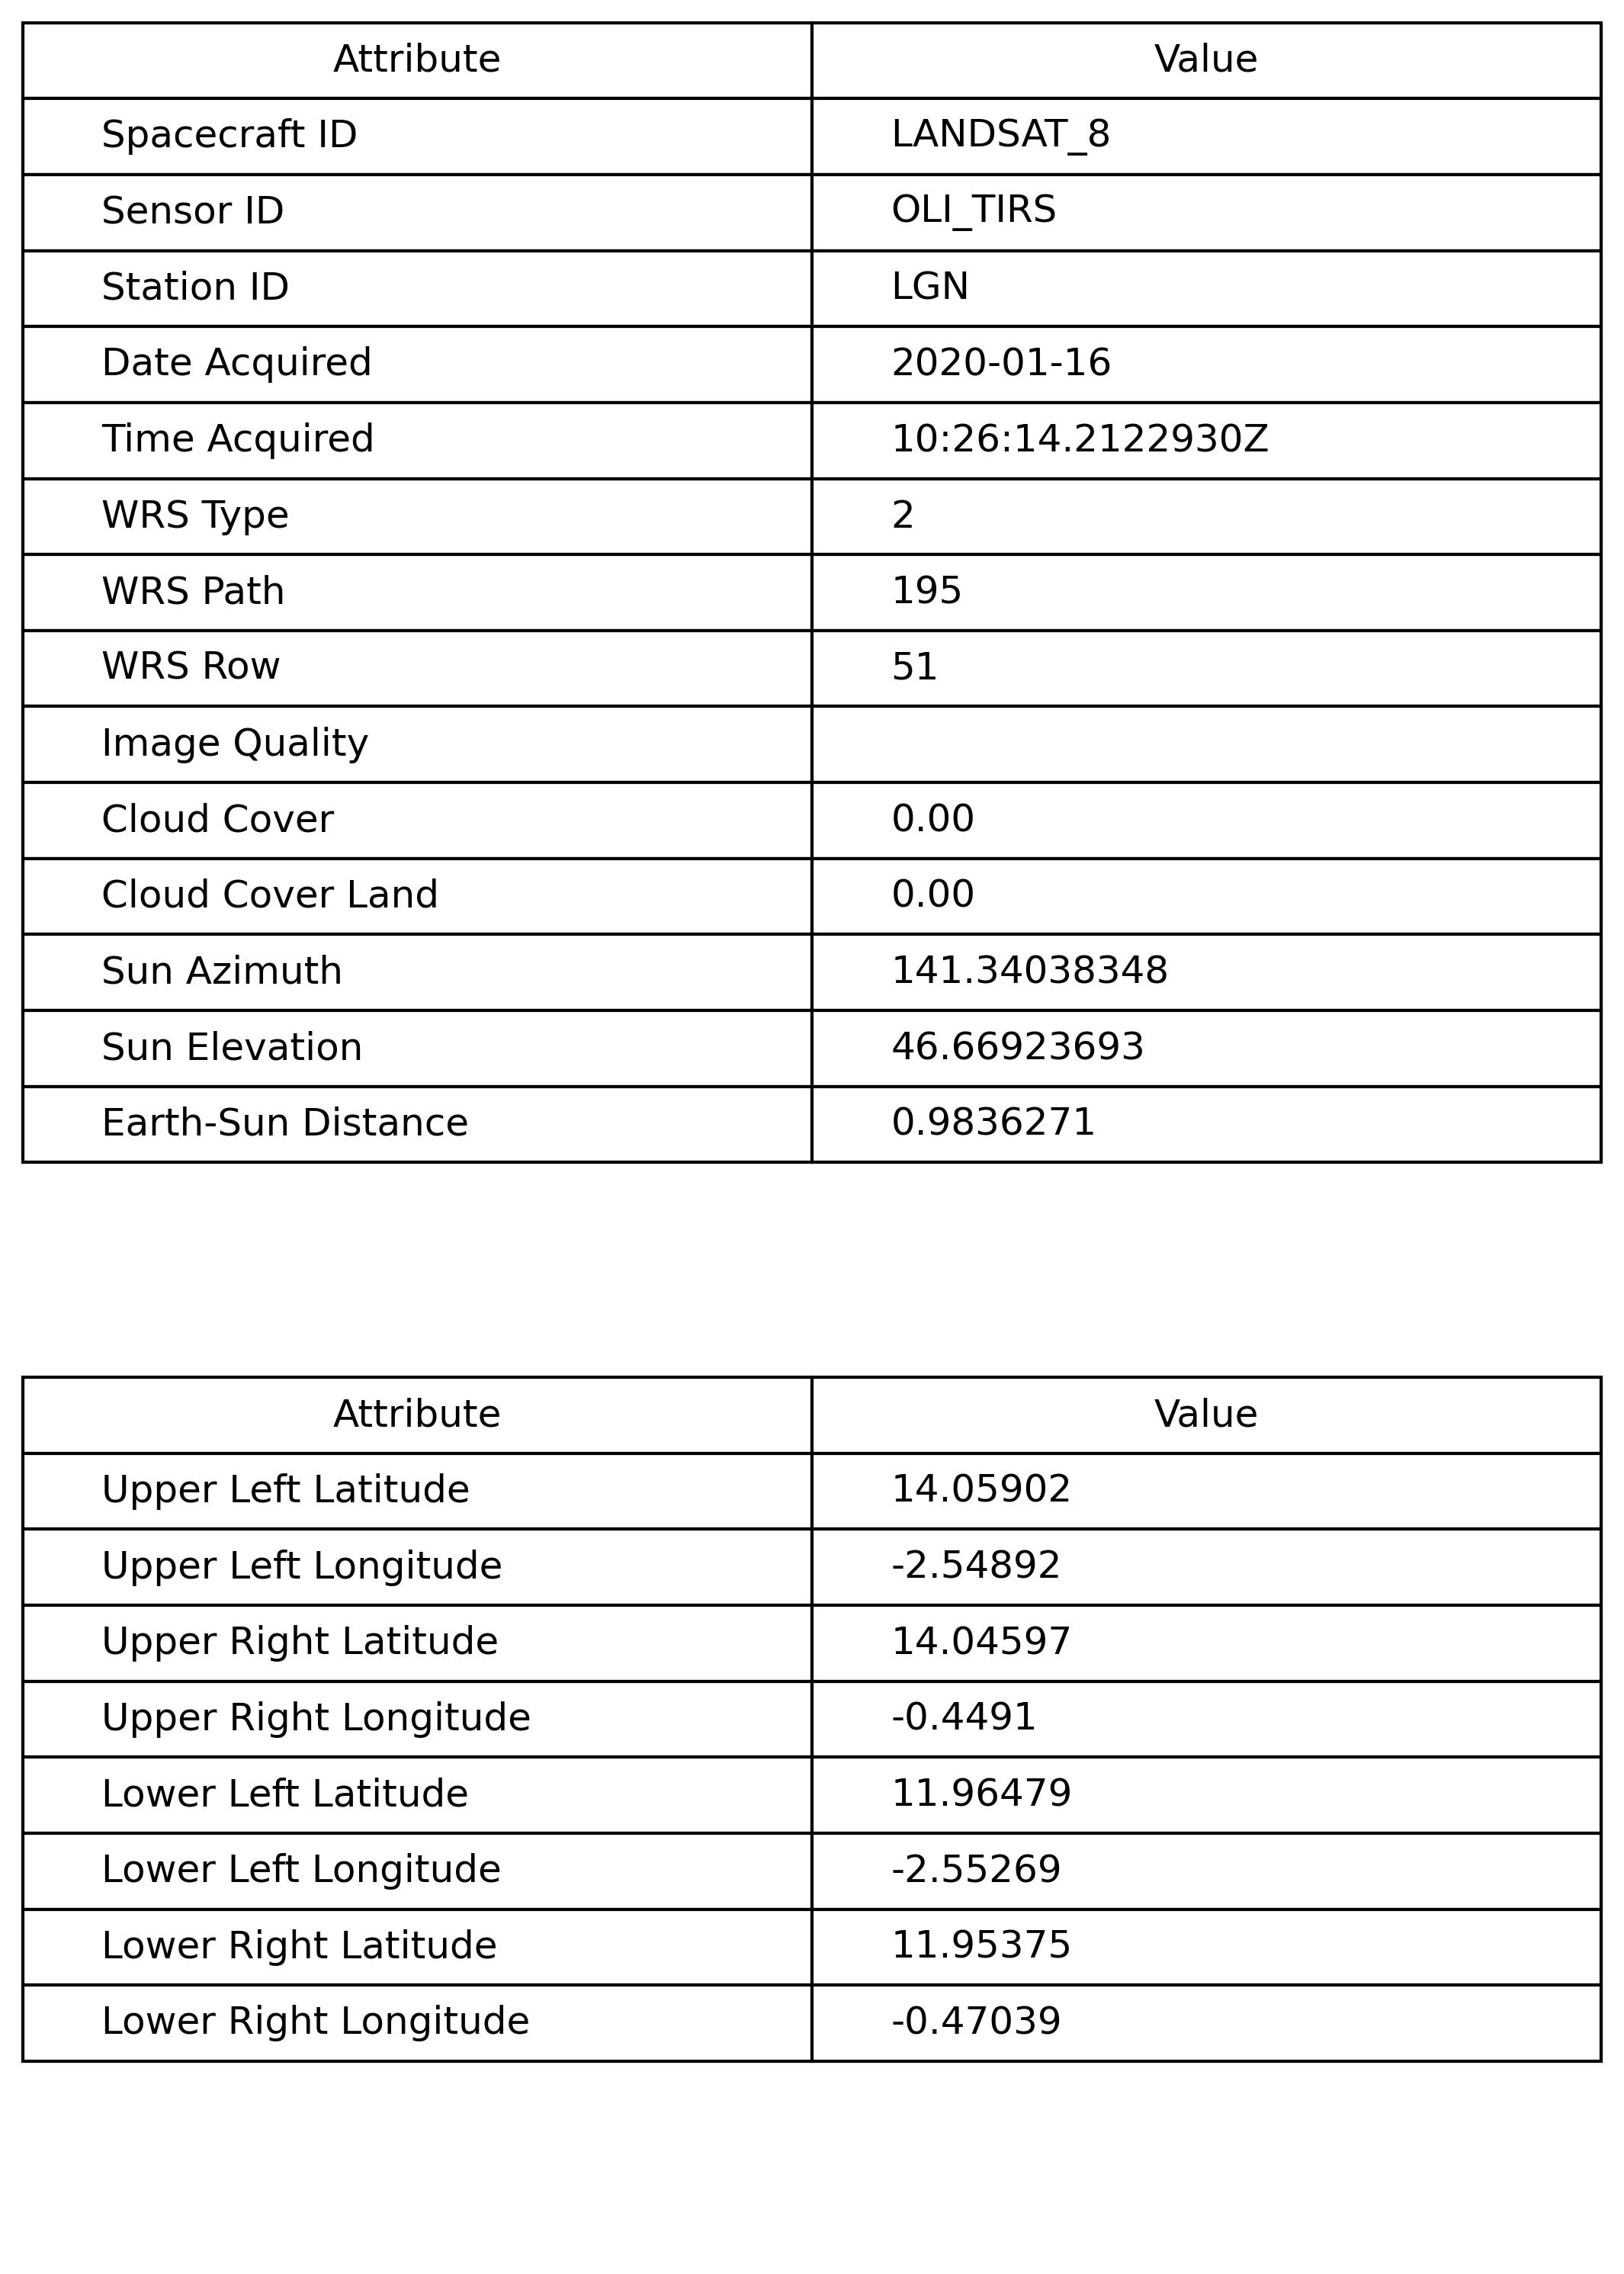 Attribute Value
Spacecraft ID LANDSAT_8
Sensor ID OLI_TIRS
Station ID LGN
Date Acquired 2020-01-16
Time Acquired 10:26:14.2122930Z
WRS Type 2
WRS Path 195
WRS Row 51
Image Quality
Cloud Cover 0.00
Cloud Cover Land 0.00
Sun Azimuth 141.34038348
Sun Elevation 46.66923693
Earth-Sun Distance 0.9836271
Attribute Value
Upper Left Latitude 14.05902
Upper Left Longitude -2.54892
Upper Right Latitude 14.04597
Upper Right Longitude -0.4491
Lower Left Latitude 11.96479
Lower Left Longitude -2.55269
Lower Right Latitude 11.95375
Lower Right Longitude -0.47039